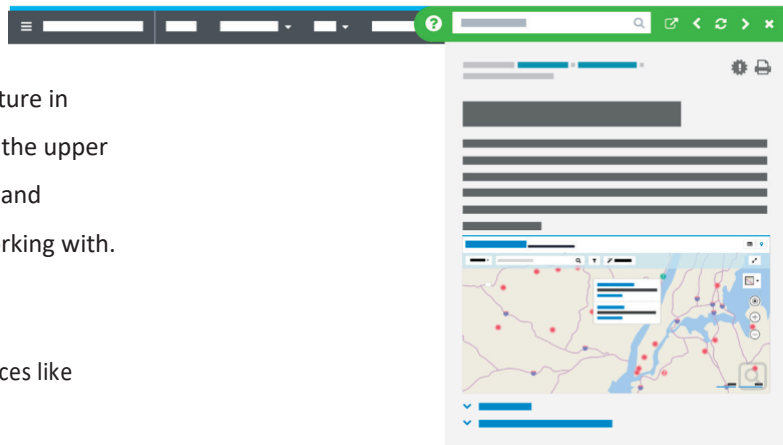 ?
ture in
the upper
and
rking with.
ces like